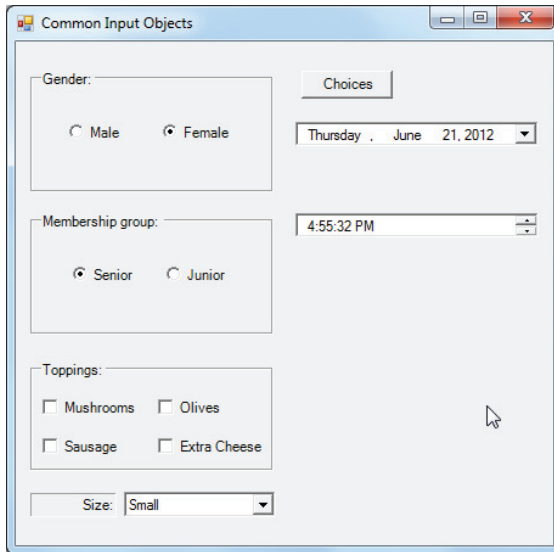 Common Input Objects
Gender:
Male Female
Choices
Thursday , June 21, 2012
Membership group:
4:55:32 PM
Senior Junior
Toppings:
Mushrooms Olives
Sausage Extra Cheese
Size: Small